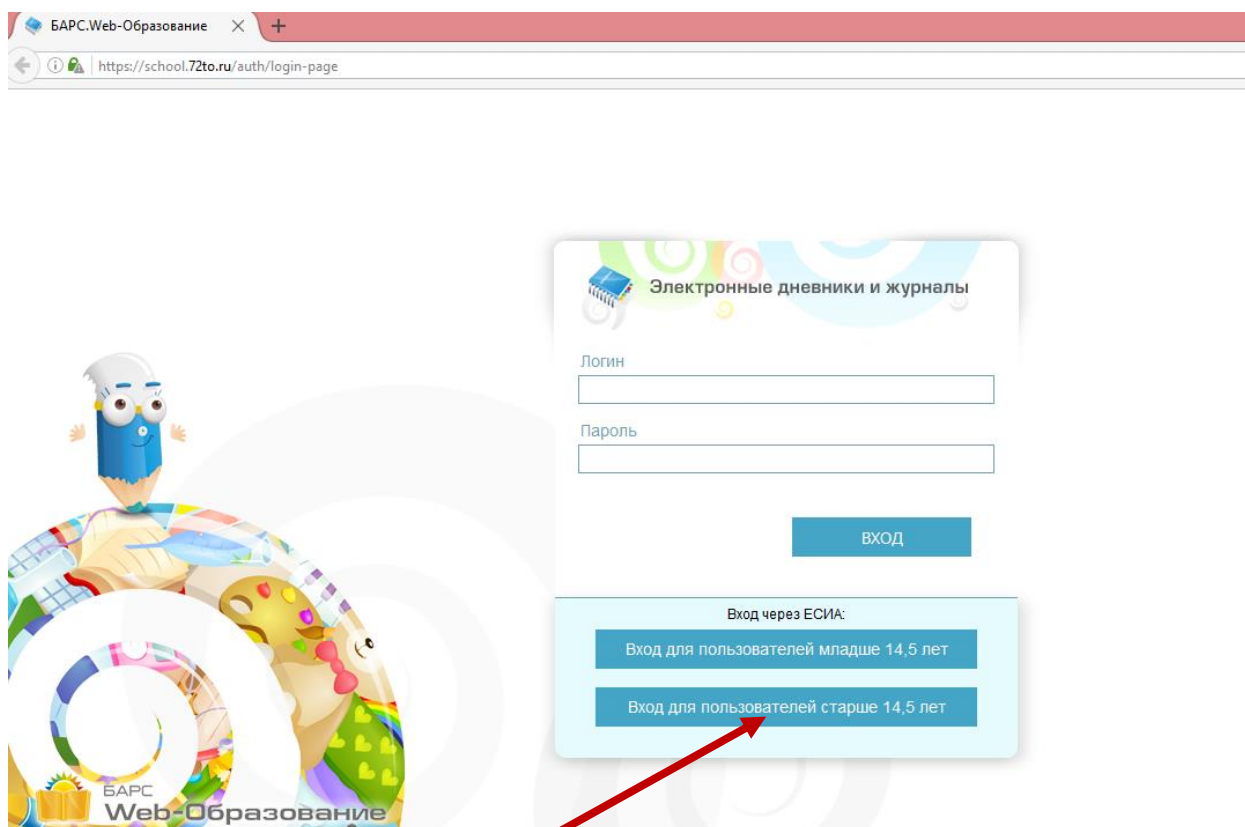 БАРС.Web-Образование
https://school.72to.ru/auth/login-page
Электронные дневники и журналы
Логин
Пароль
ВХОД
Вход через ЕСИА:
Вход для пользователей младше 14,5 лет
Вход для пользователей старше 14,5 лет
БАРС
Web-Образование